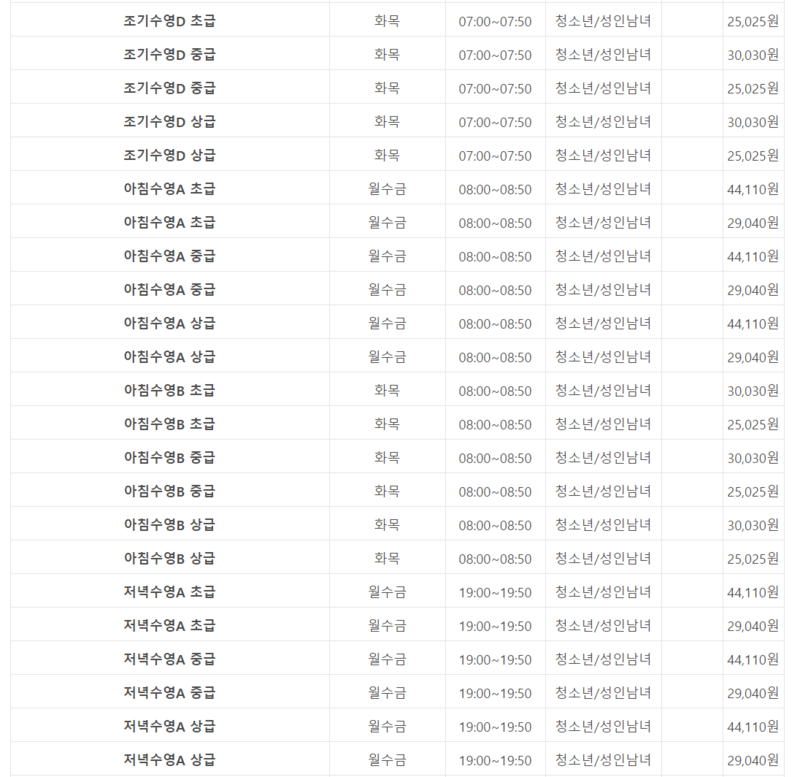 조기수영D 초급 화목 07:00~07:50 청소년/성인남녀 25,025원
조기수영D 중급 화목 07:00~07:50 청소년/성인남녀 30,030원
조기수영D 중급 화목 07:00~07:50 청소년/성인남녀 25,025원
조기수영D 상급 화목 07:00~07:50 청소년/성인남녀 30,030원
조기수영D 상급 화목 07:00~07:50 청소년/성인남녀 25,025원
아침수영A 초급 월수금 08:00~08:50 청소년/성인남녀 44,110원
아침수영A 초급 월수금 08:00~08:50 청소년/성인남녀 29,040원
아침수영A 중급 월수금 08:00~08:50 청소년/성인남녀 44,110원
아침수영A 중급 월수금 08:00~08:50 청소년/성인남녀 29,040원
아침수영A 상급 월수금 08:00~08:50 청소년/성인남녀 44,110원
아침수영A 상급 월수금 08:00~08:50 청소년/성인남녀 29,040원
아침수영B 초급 화목 08:00~08:50 청소년/성인남녀 30,030원
아침수영B 초급 화목 08:00~08:50 청소년/성인남녀 25,025원
아침수영B 중급 화목 08:00~08:50 청소년/성인남녀 30,030원
아침수영B 중급 화목 08:00~08:50 청소년/성인남녀 25,025원
아침수영B 상급 화목 08:00~08:50 청소년/성인남녀 30,030원
아침수영B 상급 화목 08:00~08:50 청소년/성인남녀 25,025원
저녁수영A 초급 월수금 19:00~19:50 청소년/성인남녀 44,110원
저녁수영A 초급 월수금 19:00~19:50 청소년/성인남녀 29,040원
저녁수영A 중급 월수금 19:00~19:50 청소년/성인남녀 44,110원
저녁수영A 중급 월수금 19:00~19:50 청소년/성인남녀 29,040원
저녁수영A 상급 월수금 19:00~19:50 청소년/성인남녀 44,110원
저녁수영A 상급 월수금 19:00~19:50 청소년/성인남녀 29,040원